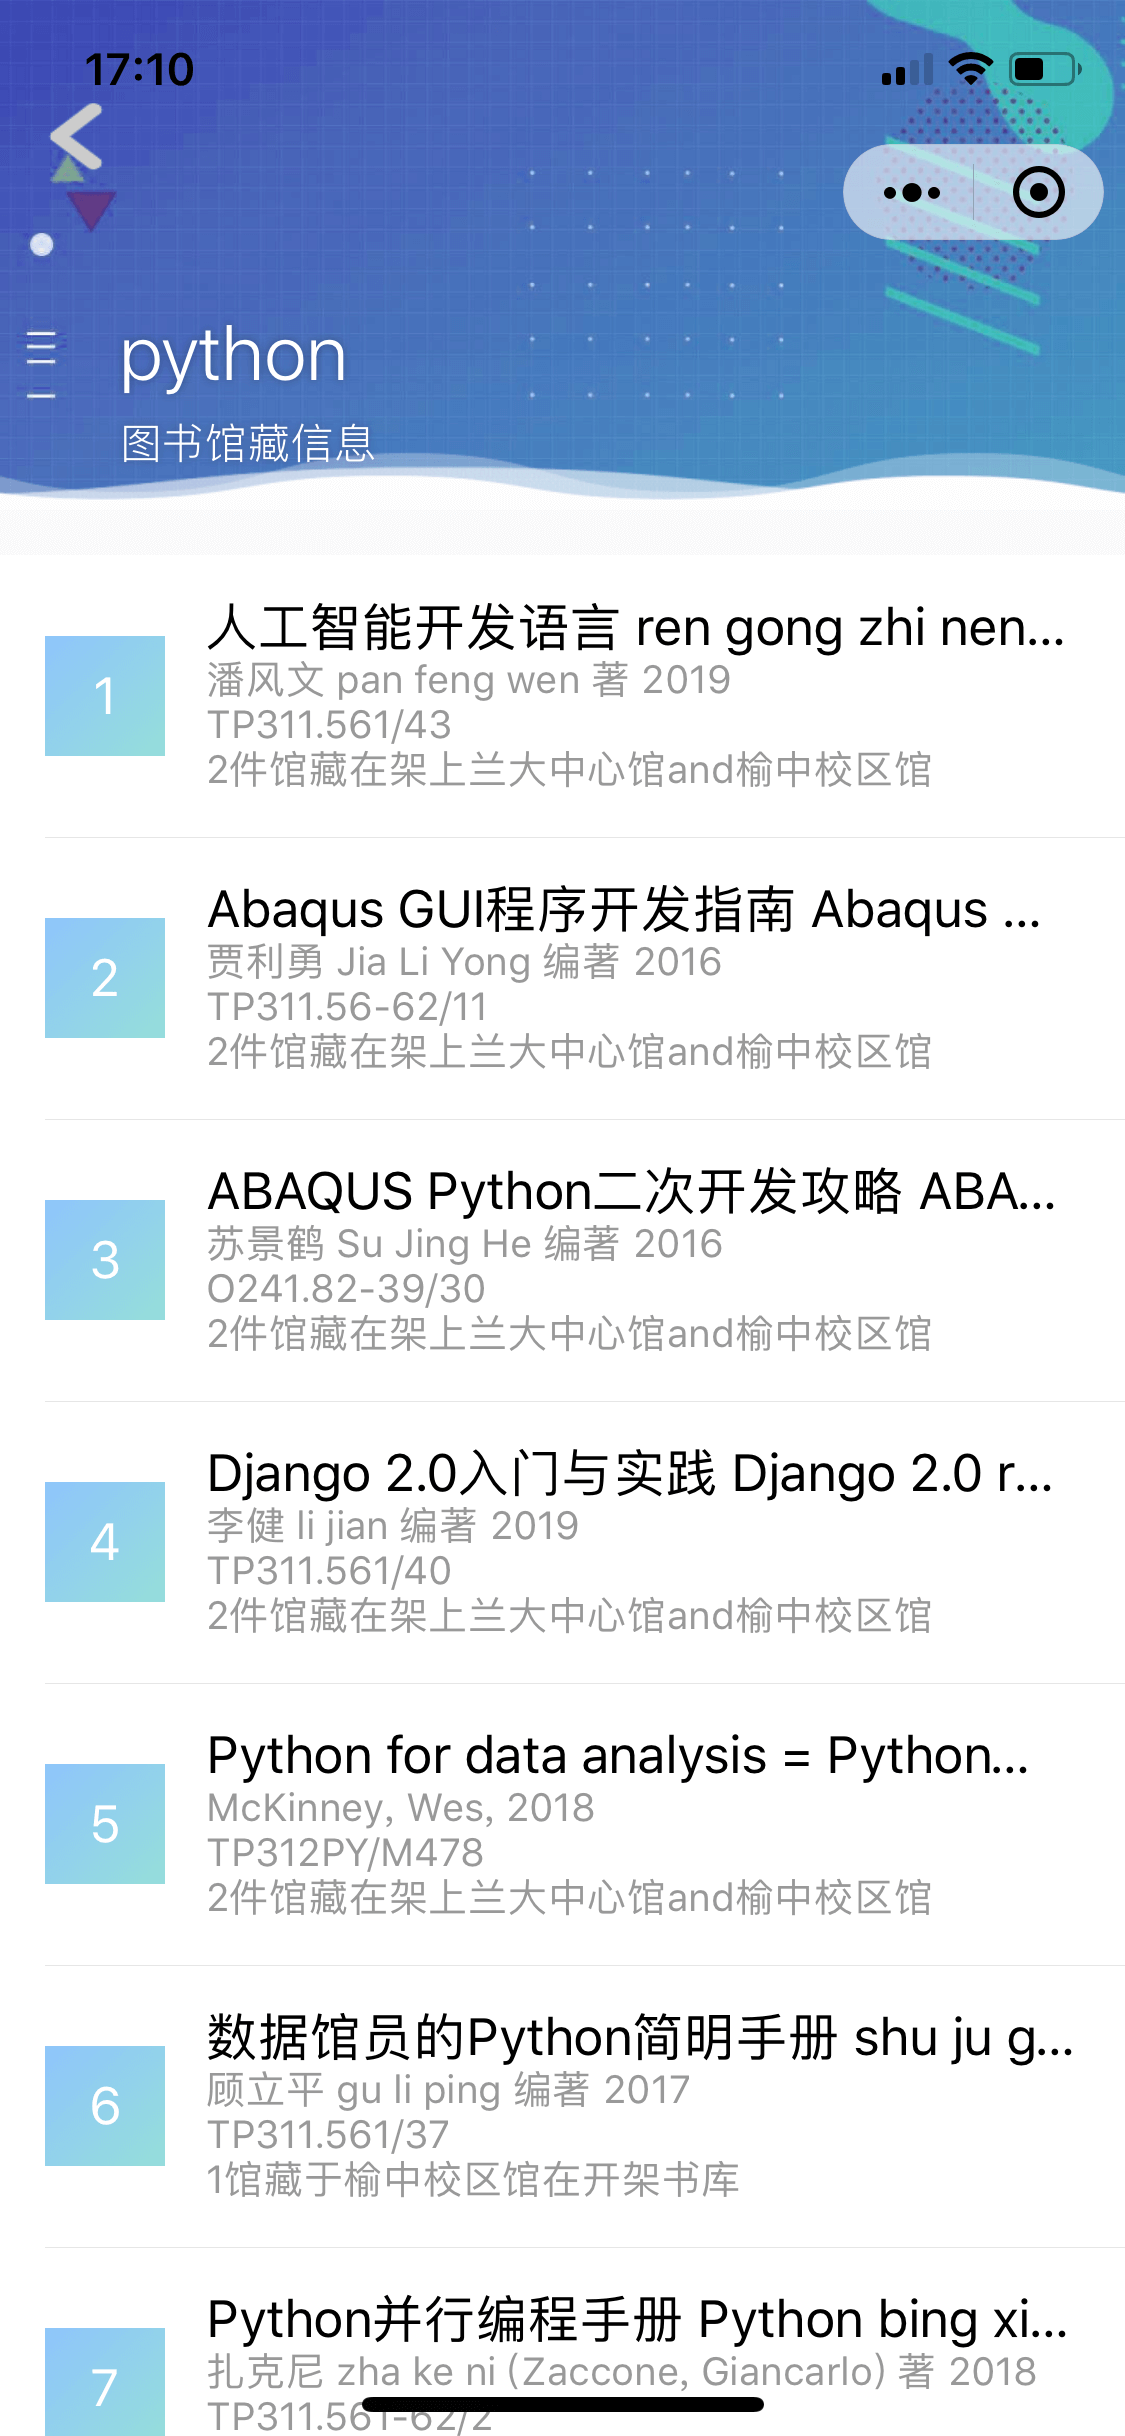 17:10
python
图书馆藏信息
人工智能开发语言 ren gong zhi nen...
1
潘风文 pan feng wen 著 2019
TP311.561/43
2件馆藏在架上兰大中心馆and榆中校区馆
Abaqus GUI程序开发指南 Abaqus ...
2
贾利勇 Jia Li Yong 编著 2016
TP311.56-62/11
2件馆藏在架上兰大中心馆and榆中校区馆
ABAQUS Python二次开发攻略 ABA...
3
苏景鹤 Su Jing He 编著 2016
O241.82-39/30
2件馆藏在架上兰大中心馆and榆中校区馆
Django 2.0入门与实践 Django 2.0 r...
4
李健 li jian 编著 2019
TP311.561/40
2件馆藏在架上兰大中心馆and榆中校区馆
Python for data analysis = Python...
5
McKinney, Wes, 2018
TP312PY/M478
2件馆藏在架上兰大中心馆and榆中校区馆
数据馆员的Python简明手册 shu ju g...
6
顾立平 gu li ping 编著 2017
TP311.561/37
1馆藏于榆中校区馆在开架书库
Python并行编程手册 Python bing xi...
7
扎克尼 zha ke ni (Zaccone, Giancarlo) 著 2018
TP311.561-62/2